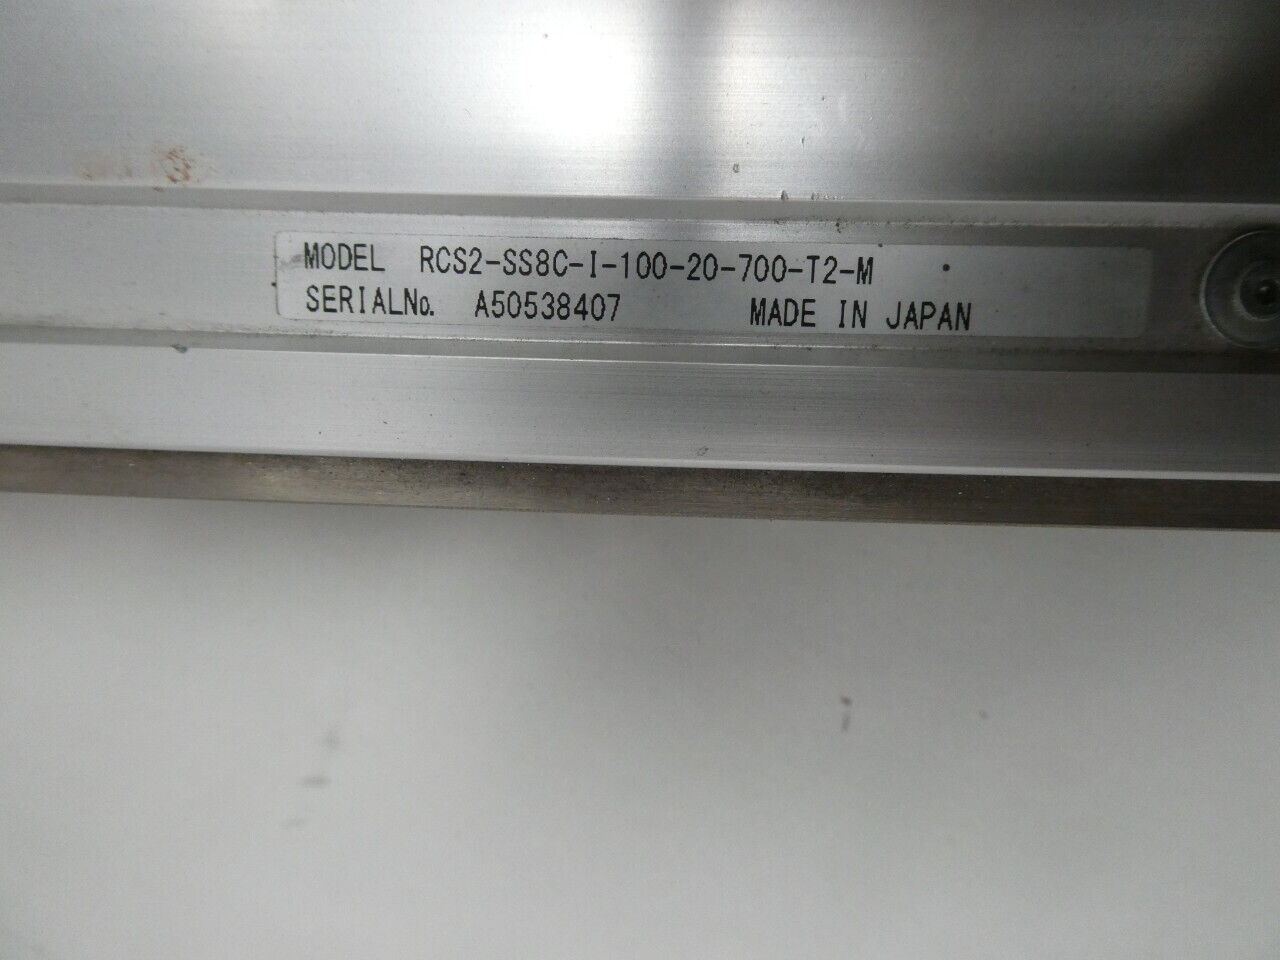 MODEL RCS2-SS8C-I-100-20-700-T2-M
SERIALNo. A50538407 MADE IN JAPAN